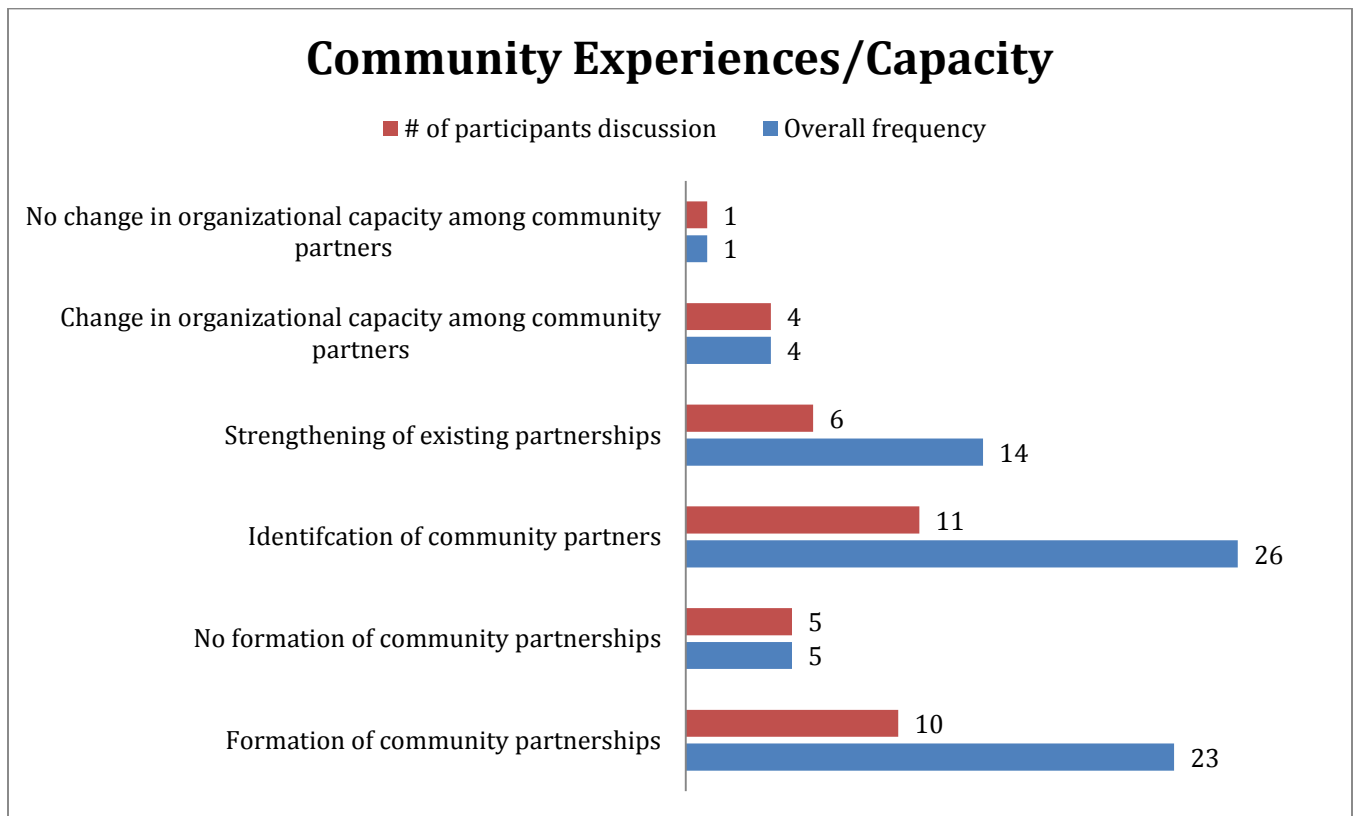 Community Experiences/Capacity
# of participants discussion Overall frequency
No change in organizational capacity among community
partners
1
1
Change in organizational capacity among community
partners
4
4
Strengthening of existing partnerships
6
14
Identifcation of community partners
11
26
No formation of community partnerships
5
5
Formation of community partnerships
10
23